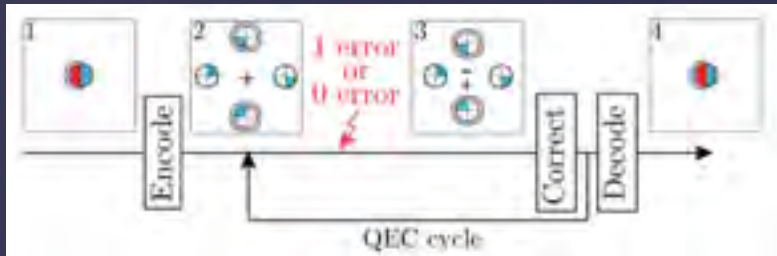 1
2
3
4
1 error
or
0 error
+
-
+
Encode
Correct
Decode
QEC cycle